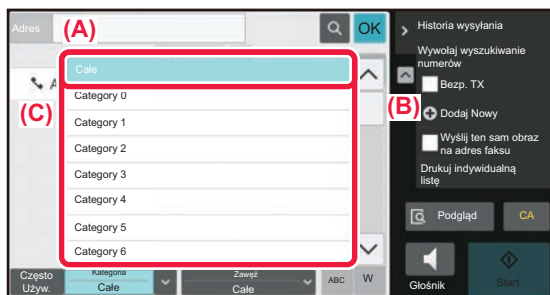 Adres
(A)
OK
Całe
A
(C)
Category 0
Category 1
Category 2
Category 3
Category 4
Category 5
Category 6
Często
Używ.
Kategoria
Całe
Zawęź
Całe
ABC
W
Historia wysyłania
Wywołaj wyszukiwanie
numerów
Bezp. TX
(B)
Dodaj Nowy
Wyślij ten sam obraz
na adres faksu
Drukuj indywidualną
listę
Podgląd
CA
Głośnik
Start